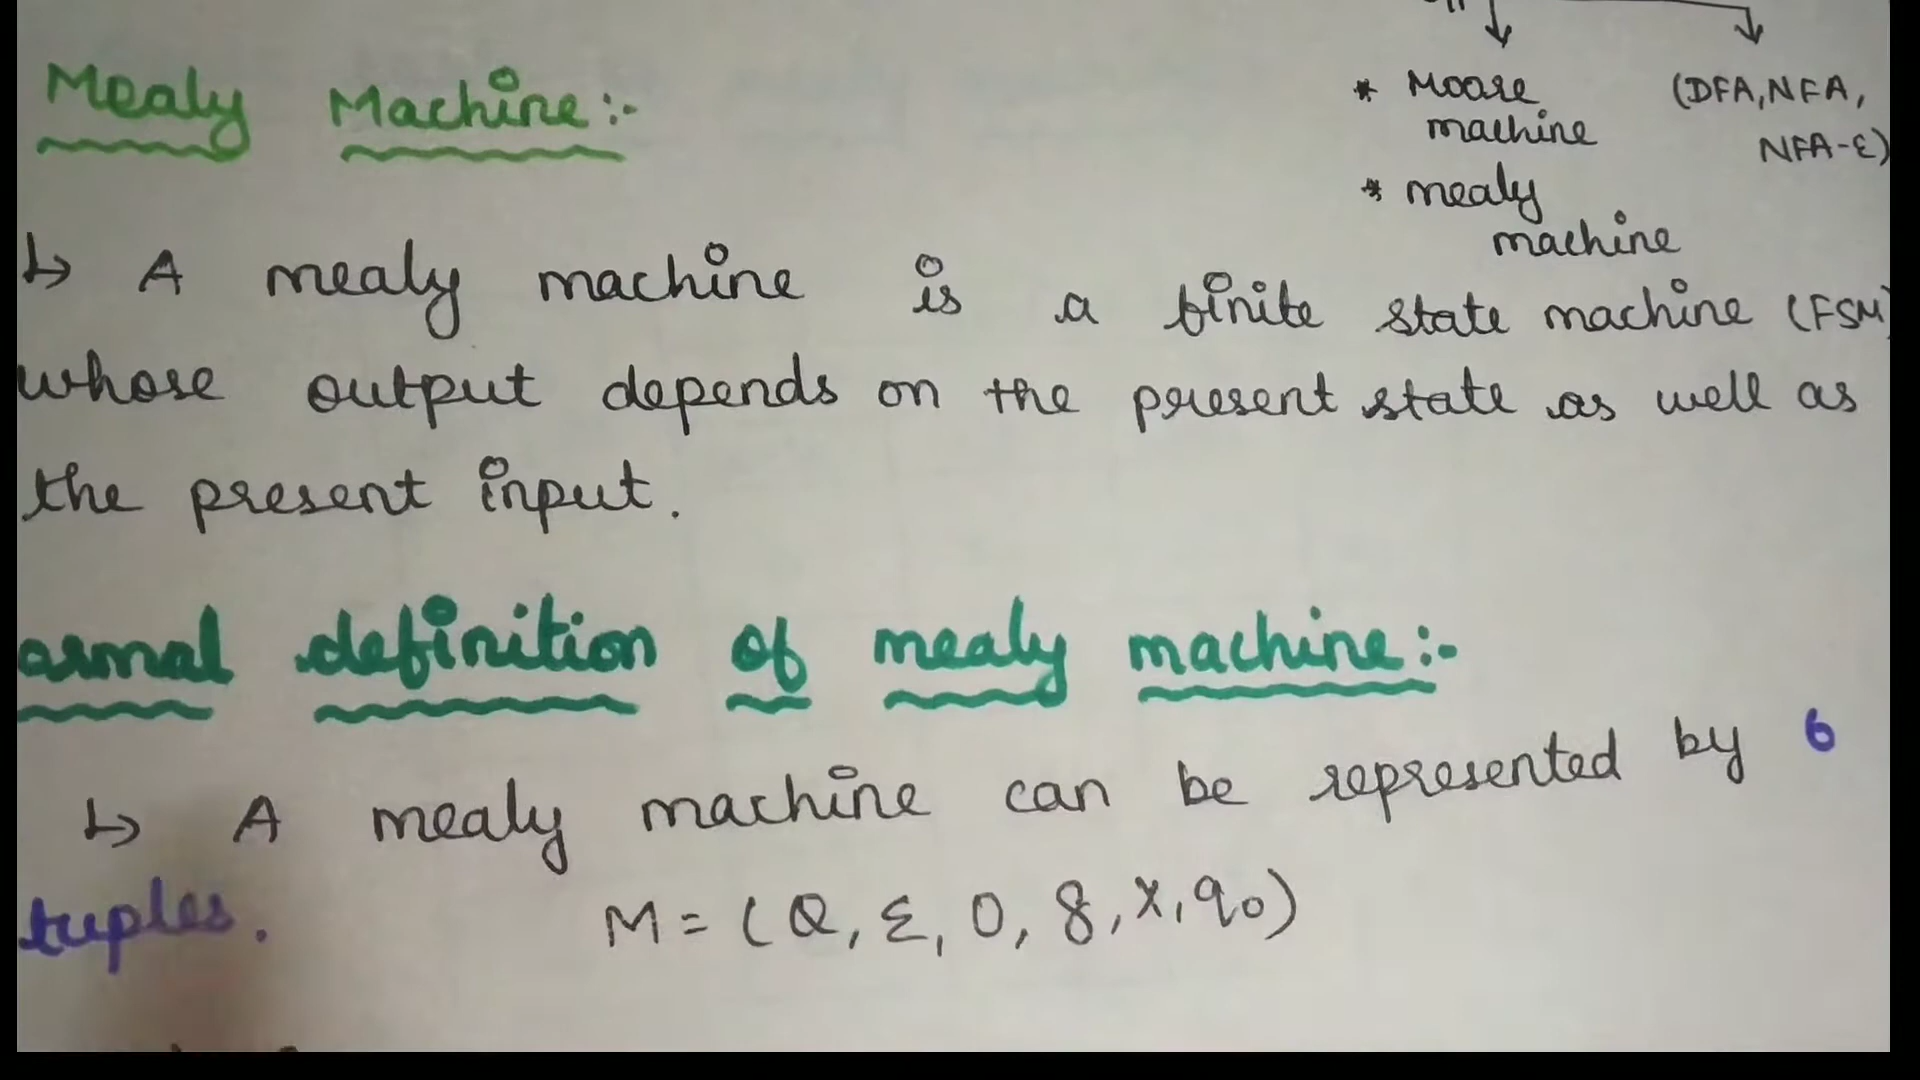 Mealy Machine:-
* Moore machine
* mealy machine
(DFA, NFA, NFA-ε)
↳ A mealy machine is a finite state machine (FSM)
whose output depends on the present state as well as
the present input.
ormal definition of mealy machine:-
↳ A mealy machine can be represented by 6
tuples.
M = (Q, Σ, O, δ, X, q0)